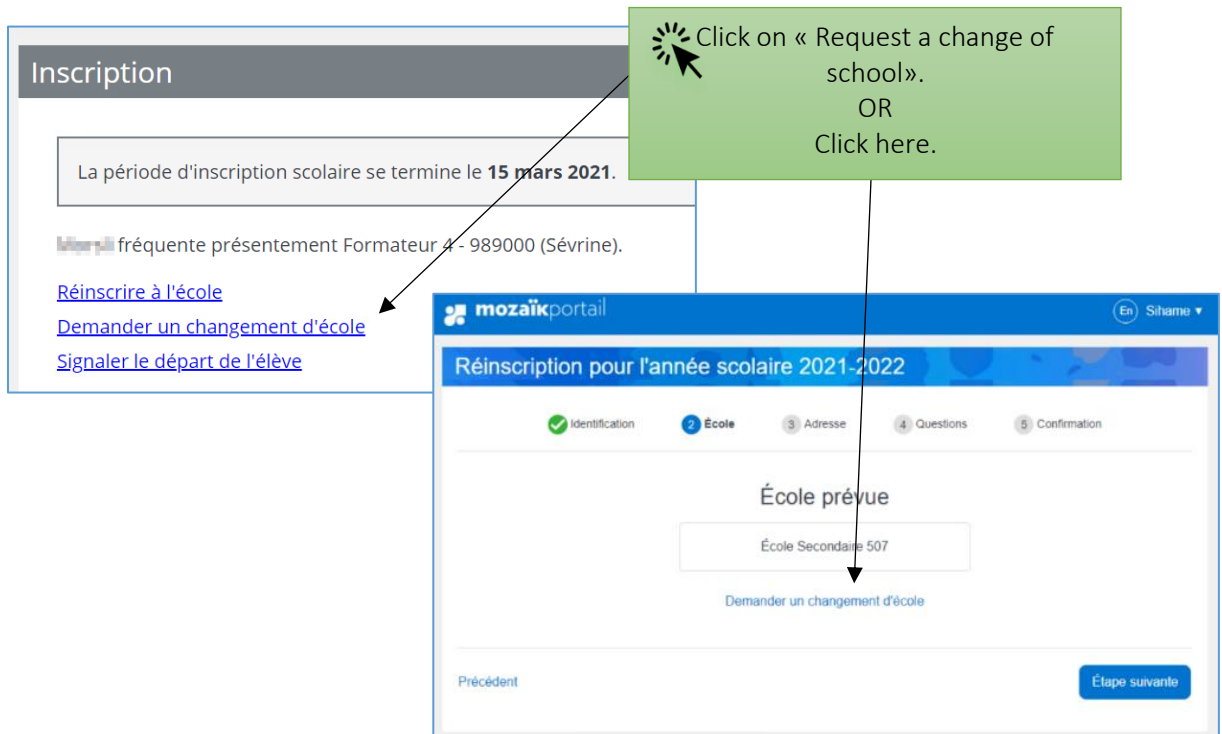 Click on « Request a change of
school».
OR
Click here.
Inscription
La période d'inscription scolaire se termine le 15 mars 2021.
fréquente présentement Formateur 4 - 989000 (Sévrine).
Réinscrire à l'école
Demander un changement d'école
Signaler le départ de l'élève
mozaïkportail
En Sihame
Réinscription pour l'année scolaire 2021-2022
Identification 2 École 3 Adresse 4 Questions 5 Confirmation
École prévue
École Secondaire 507
Demander un changement d'école
Précédent
Étape suivante